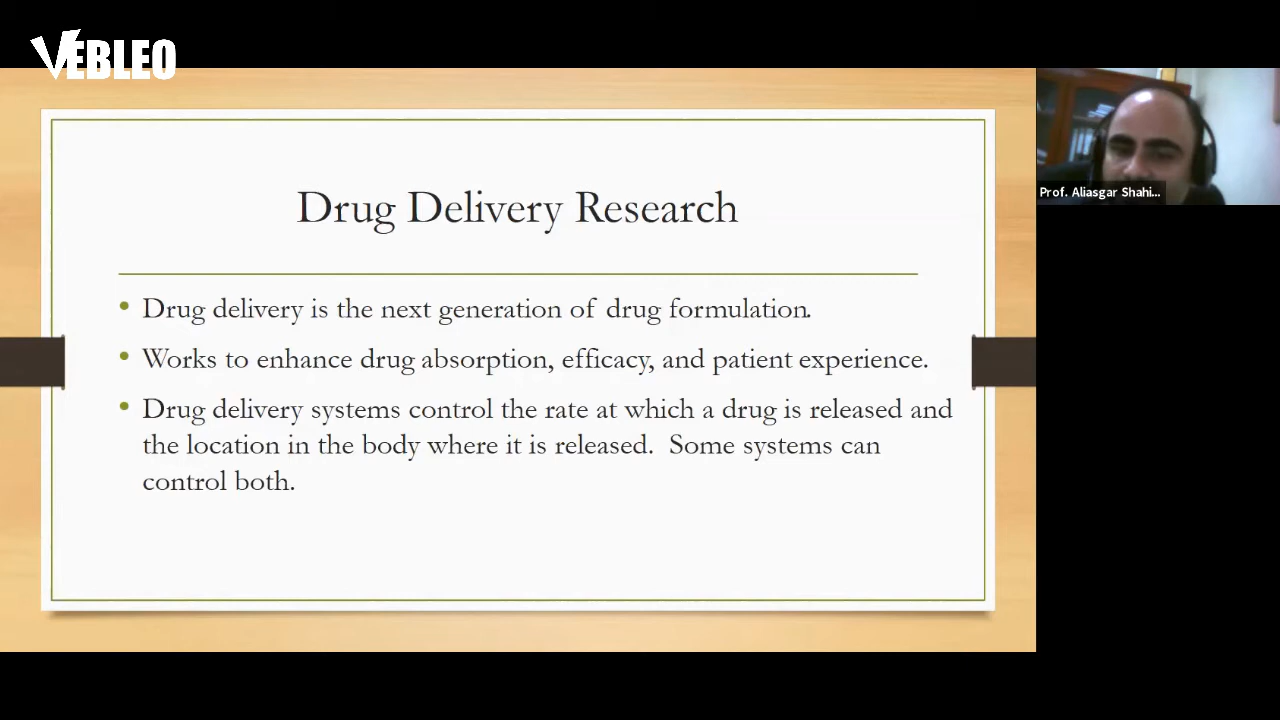 VEBLEO
Drug Delivery Research
• Drug delivery is the next generation of drug formulation.
• Works to enhance drug absorption, efficacy, and patient experience.
• Drug delivery systems control the rate at which a drug is released and
the location in the body where it is released. Some systems can
control both.
Prof. Aliasgar Shahi...